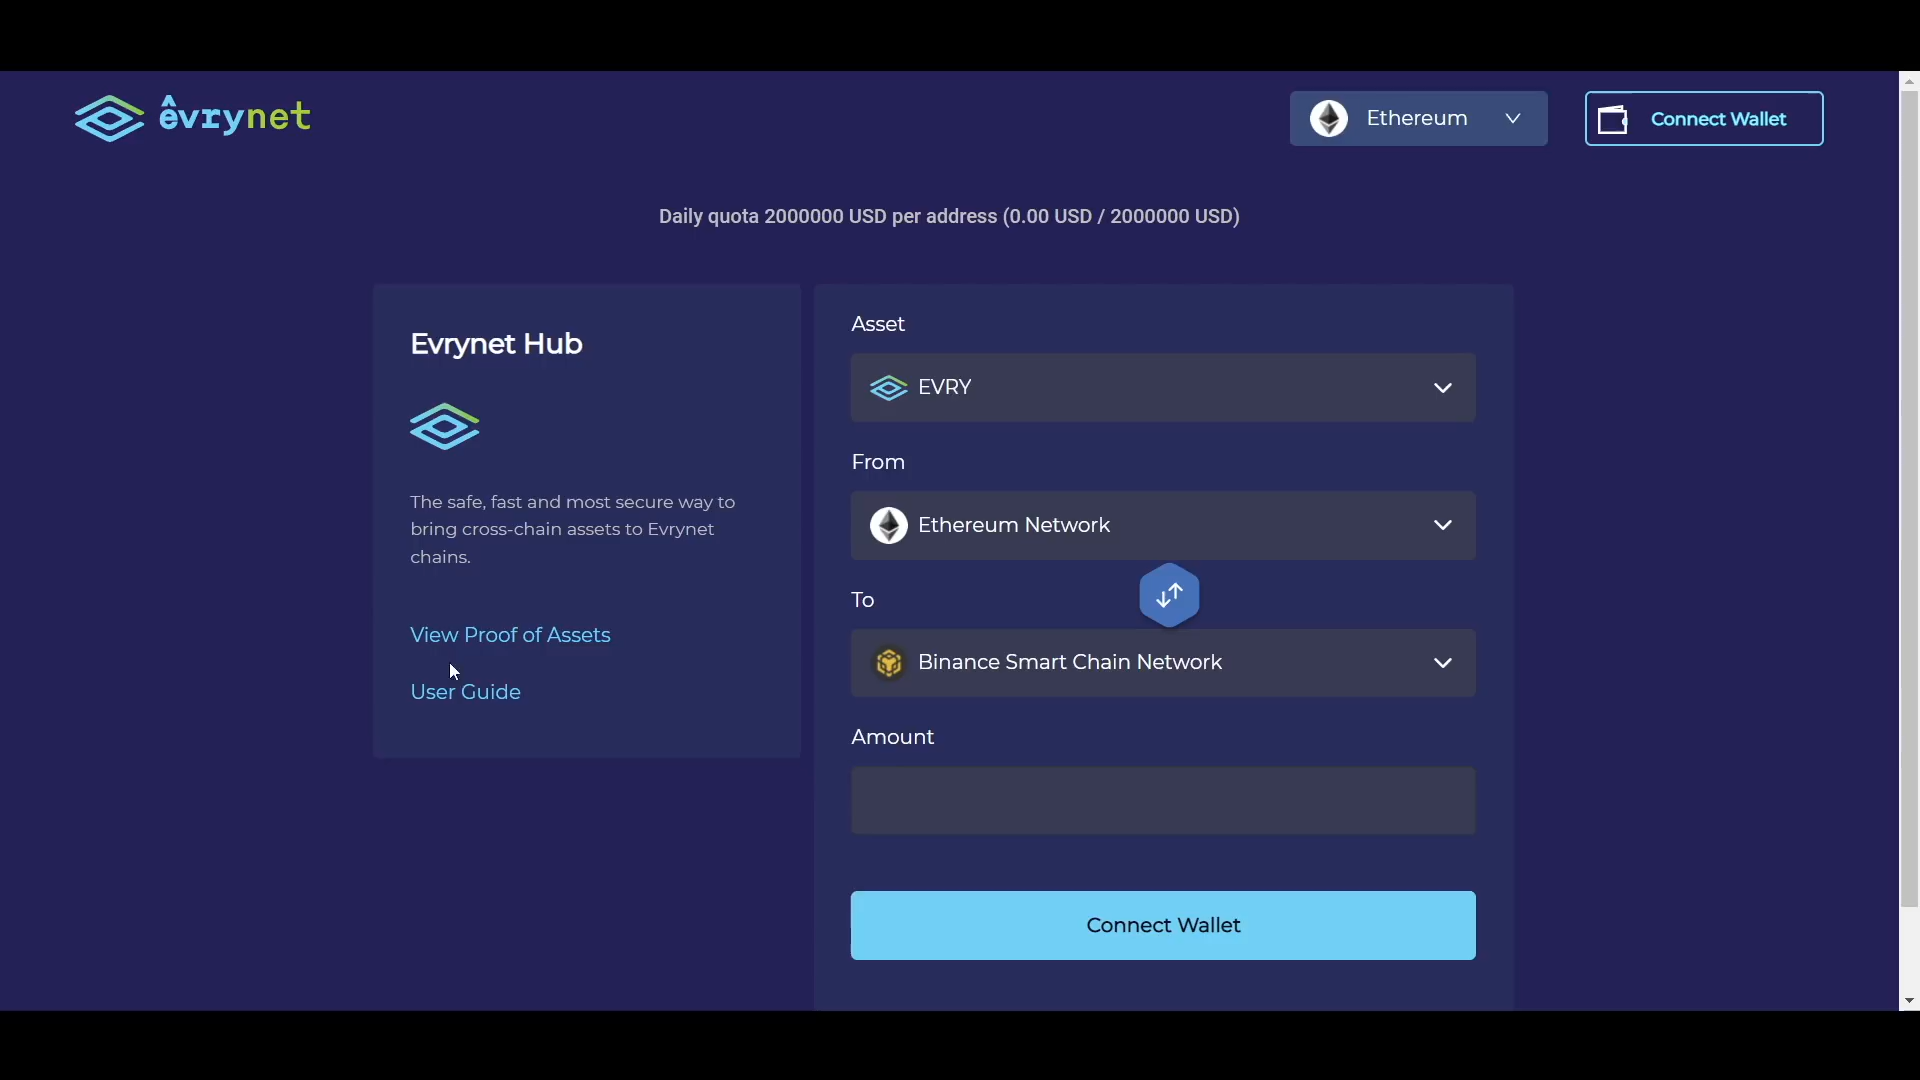 êvrynet
Ethereum
Connect Wallet
Daily quota 2000000 USD per address (0.00 USD / 2000000 USD)
Evrynet Hub
The safe, fast and most secure way to
bring cross-chain assets to Evrynet
chains.
View Proof of Assets
User Guide
Asset
EVRY
From
Ethereum Network
To
Binance Smart Chain Network
Amount
Connect Wallet